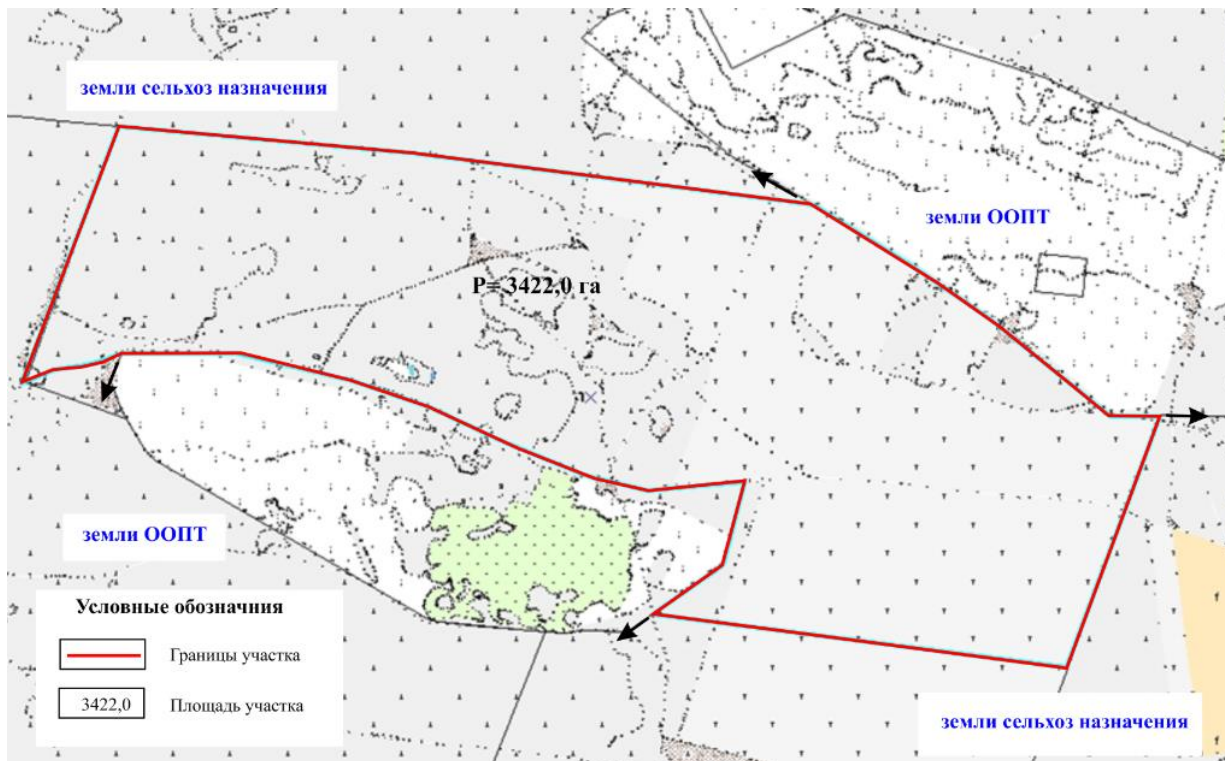 земли сельхоз назначения
земли ООПТ
Р= 3422,0 га
земли ООПТ
Условные обозначния
Границы участка
3422,0 Площадь участка
земли сельхоз назначения